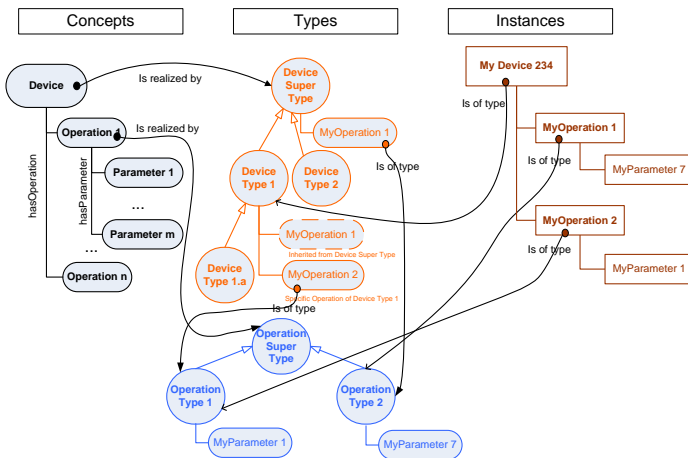 Concepts
Types
Instances
Device
Is realized by
Device
Super
Type
My Device 234
Is of type
Operation 1
Is realized by
MyOperation 1
Is of type
MyOperation 1
Is of type
hasOperation
hasParameter
Parameter 1
...
Parameter m
...
Operation n
Device
Type 1
Device
Type 2
MyParameter 7
MyOperation 1
Inherited from Device Super Type
MyOperation 2
Is of type
Device
Type 1.a
MyOperation 2
Specific Operation of Device Type 1
Is of type
MyParameter 1
Operation
Super
Type
Operation
Type 1
Operation
Type 2
MyParameter 1
MyParameter 7